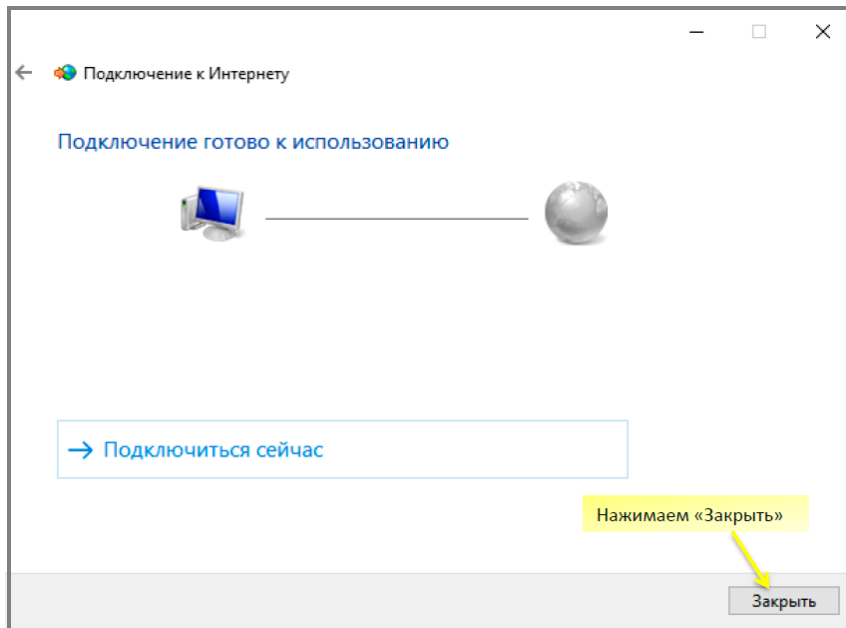 Подключение к Интернету
Подключение готово к использованию
Подключиться сейчас
Нажимаем «Закрыть»
Закрыть